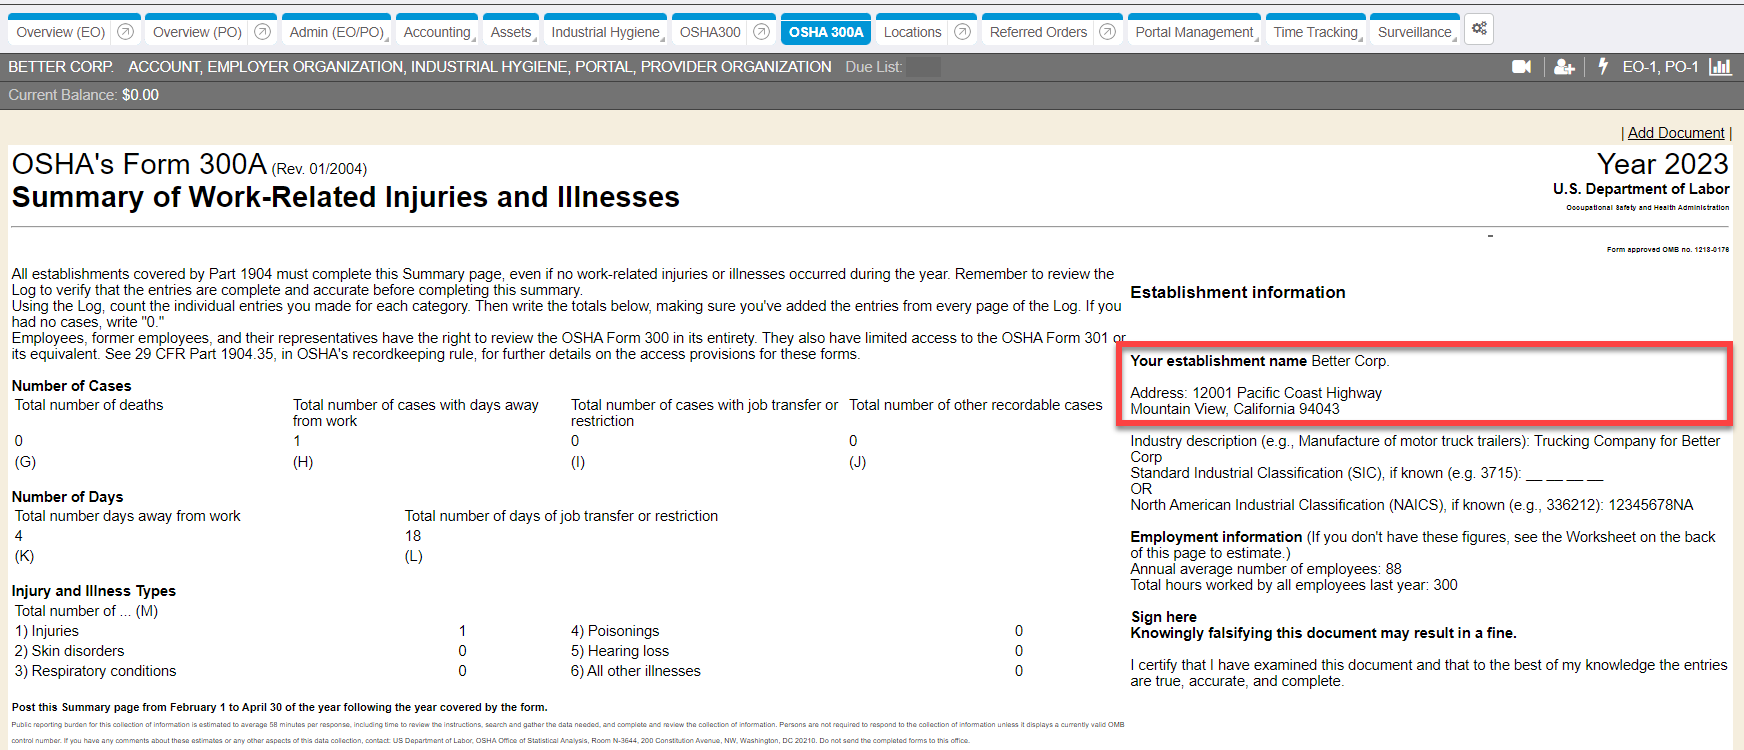 Overview (EO) Overview (PO) Admin (EO/PO) Accounting Assets Industrial Hygiene OSHA300 OSHA 300A Locations Referred Orders Portal Management Time Tracking Surveillance
BETTER CORP. ACCOUNT, EMPLOYER ORGANIZATION, INDUSTRIAL HYGIENE, PORTAL, PROVIDER ORGANIZATION Due List: EO-1, PO-1
Current Balance: $0.00
| Add Document |
OSHA's Form 300A (Rev. 01/2004)
Summary of Work-Related Injuries and Illnesses
Year 2023
U.S. Department of Labor
Occupational Safety and Health Administration
-
Form approved OMB no. 1218-0176
All establishments covered by Part 1904 must complete this Summary page, even if no work-related injuries or illnesses occurred during the year. Remember to review the
Log to verify that the entries are complete and accurate before completing this summary.
Using the Log, count the individual entries you made for each category. Then write the totals below, making sure you've added the entries from every page of the Log. If you
had no cases, write "0."
Employees, former employees, and their representatives have the right to review the OSHA Form 300 in its entirety. They also have limited access to the OSHA Form 301 or
its equivalent. See 29 CFR Part 1904.35, in OSHA's recordkeeping rule, for further details on the access provisions for these forms.
Number of Cases
Total number of deaths Total number of cases with days away Total number of cases with job transfer or Total number of other recordable cases
from work restriction
0 1 0 0
(G) (H) (I) (J)
Number of Days
Total number days away from work Total number of days of job transfer or restriction
4 18
(K) (L)
Injury and Illness Types
Total number of ... (M)
1) Injuries 1 4) Poisonings 0
2) Skin disorders 0 5) Hearing loss 0
3) Respiratory conditions 0 6) All other illnesses 0
Post this Summary page from February 1 to April 30 of the year following the year covered by the form.
Public reporting burden for this collection of information is estimated to average 58 minutes per response, including time to review the instructions, search and gather the data needed, and complete and review the collection of information. Persons are not required to respond to the collection of information unless it displays a currently valid OMB
control number. If you have any comments about these estimates or any other aspects of this data collection, contact: US Department of Labor, OSHA Office of Statistical Analysis, Room N-3644, 200 Constitution Avenue, NW, Washington, DC 20210. Do not send the completed forms to this office.
Establishment information
Your establishment name Better Corp.
Address: 12001 Pacific Coast Highway
Mountain View, California 94043
Industry description (e.g., Manufacture of motor truck trailers): Trucking Company for Better
Corp
Standard Industrial Classification (SIC), if known (e.g. 3715): __ __ __ __
OR
North American Industrial Classification (NAICS), if known (e.g., 336212): 12345678NA
Employment information (If you don't have these figures, see the Worksheet on the back
of this page to estimate.)
Annual average number of employees: 88
Total hours worked by all employees last year: 300
Sign here
Knowingly falsifying this document may result in a fine.
I certify that I have examined this document and that to the best of my knowledge the entries
are true, accurate, and complete.